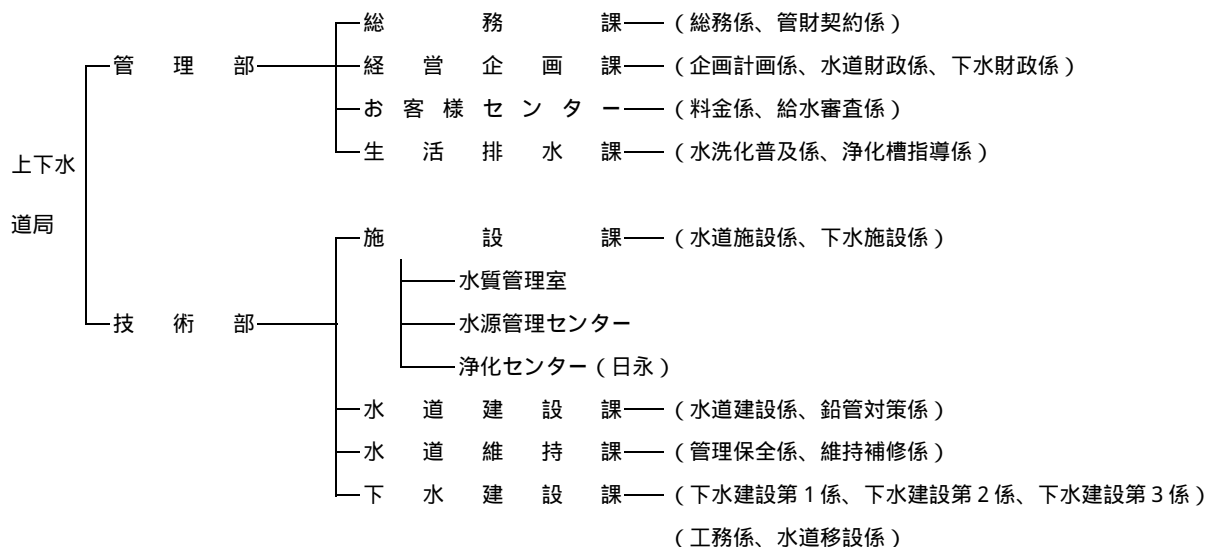 総務課（総務係、管財契約係）
管理部 経営企画課（企画計画係、水道財政係、下水財政係）
お客様センター（料金係、給水審査係）
生活排水課（水洗化普及係、浄化槽指導係）
上下水
道局
施設課（水道施設係、下水施設係）
水質管理室
技術部 水源管理センター
浄化センター（日永）
水道建設課（水道建設係、鉛管対策係）
水道維持課（管理保全係、維持補修係）
下水建設課（下水建設第１係、下水建設第２係、下水建設第３係）
（工務係、水道移設係）